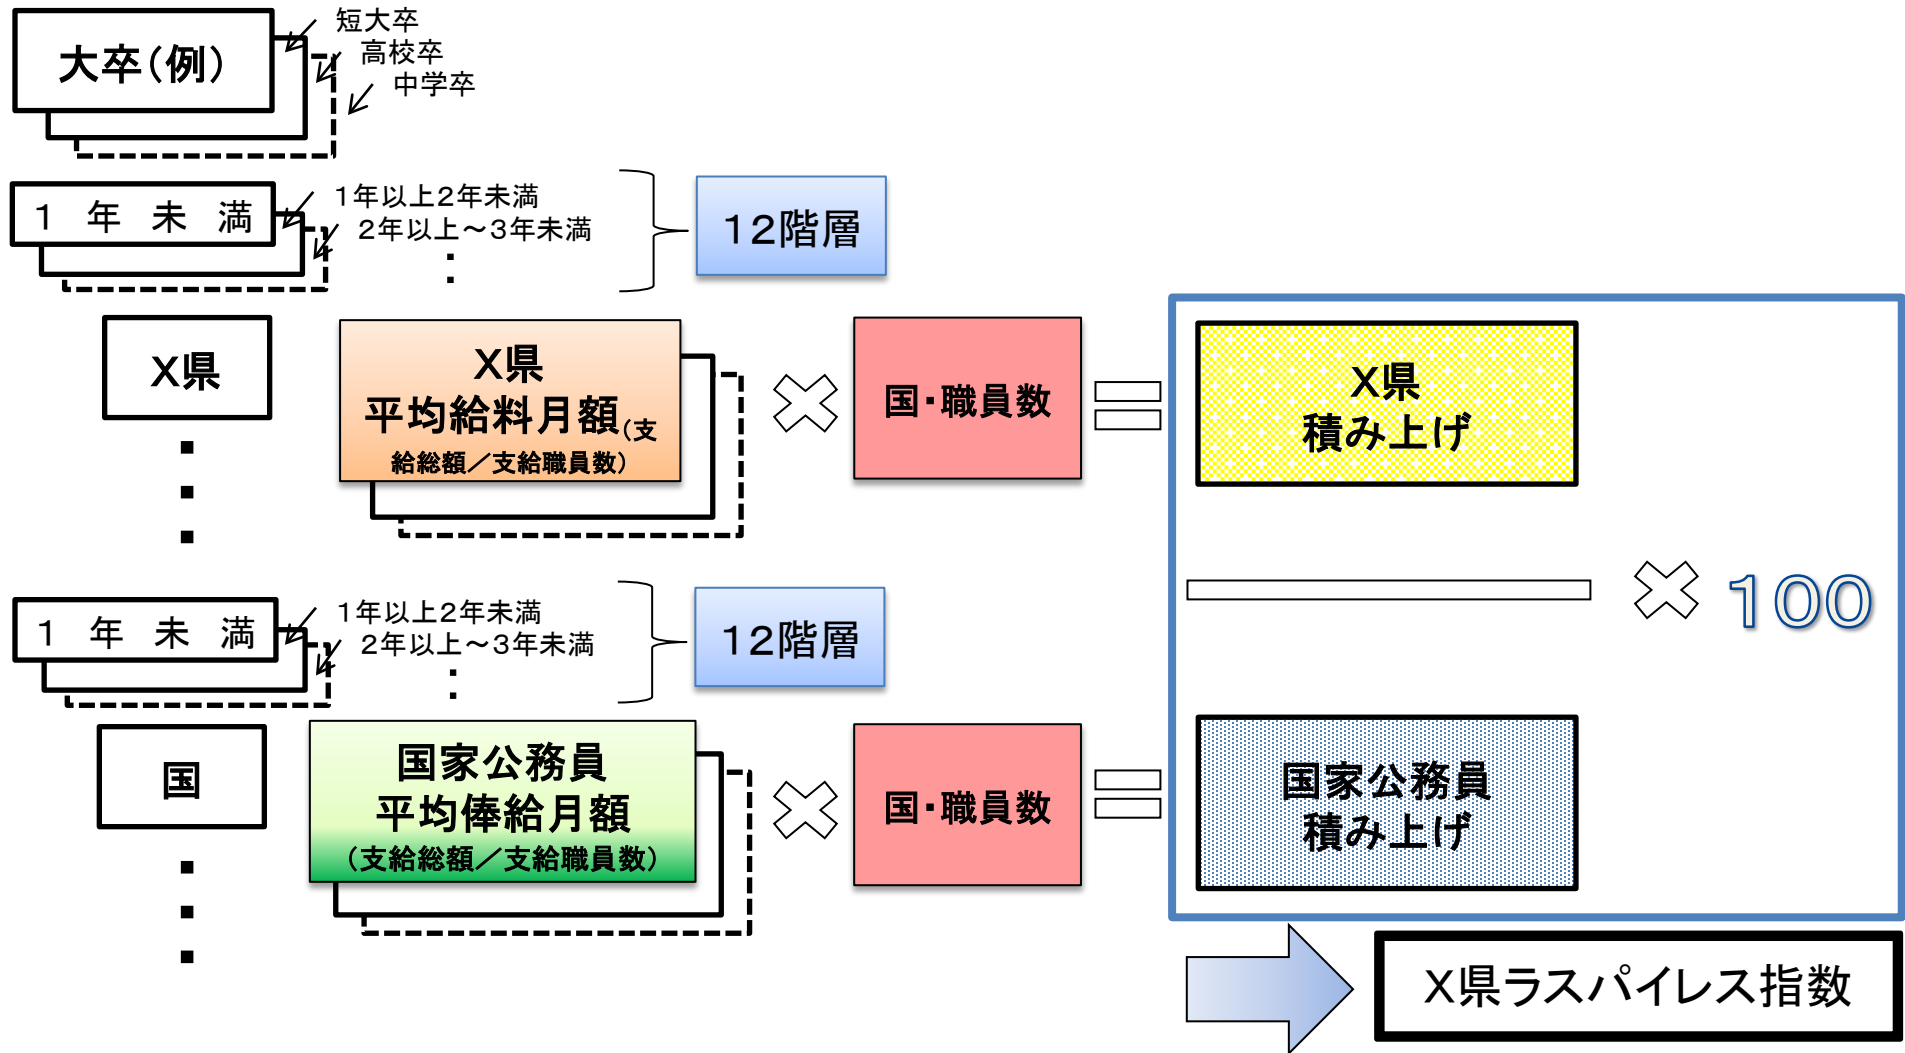 大卒（例）
短大卒
高校卒
中学卒
１年未満
１年以上２年未満
２年以上～３年未満
：
１２階層
Ｘ県
Ｘ県
平均給料月額（支
給総額／支給職員数）
×
国・職員数
＝
Ｘ県
積み上げ
・
・
・
×
１００
１年未満
１年以上２年未満
２年以上～３年未満
：
１２階層
国
国家公務員
平均俸給月額
（支給総額／支給職員数）
×
国・職員数
＝
国家公務員
積み上げ
・
・
・
Ｘ県ラスパイレス指数